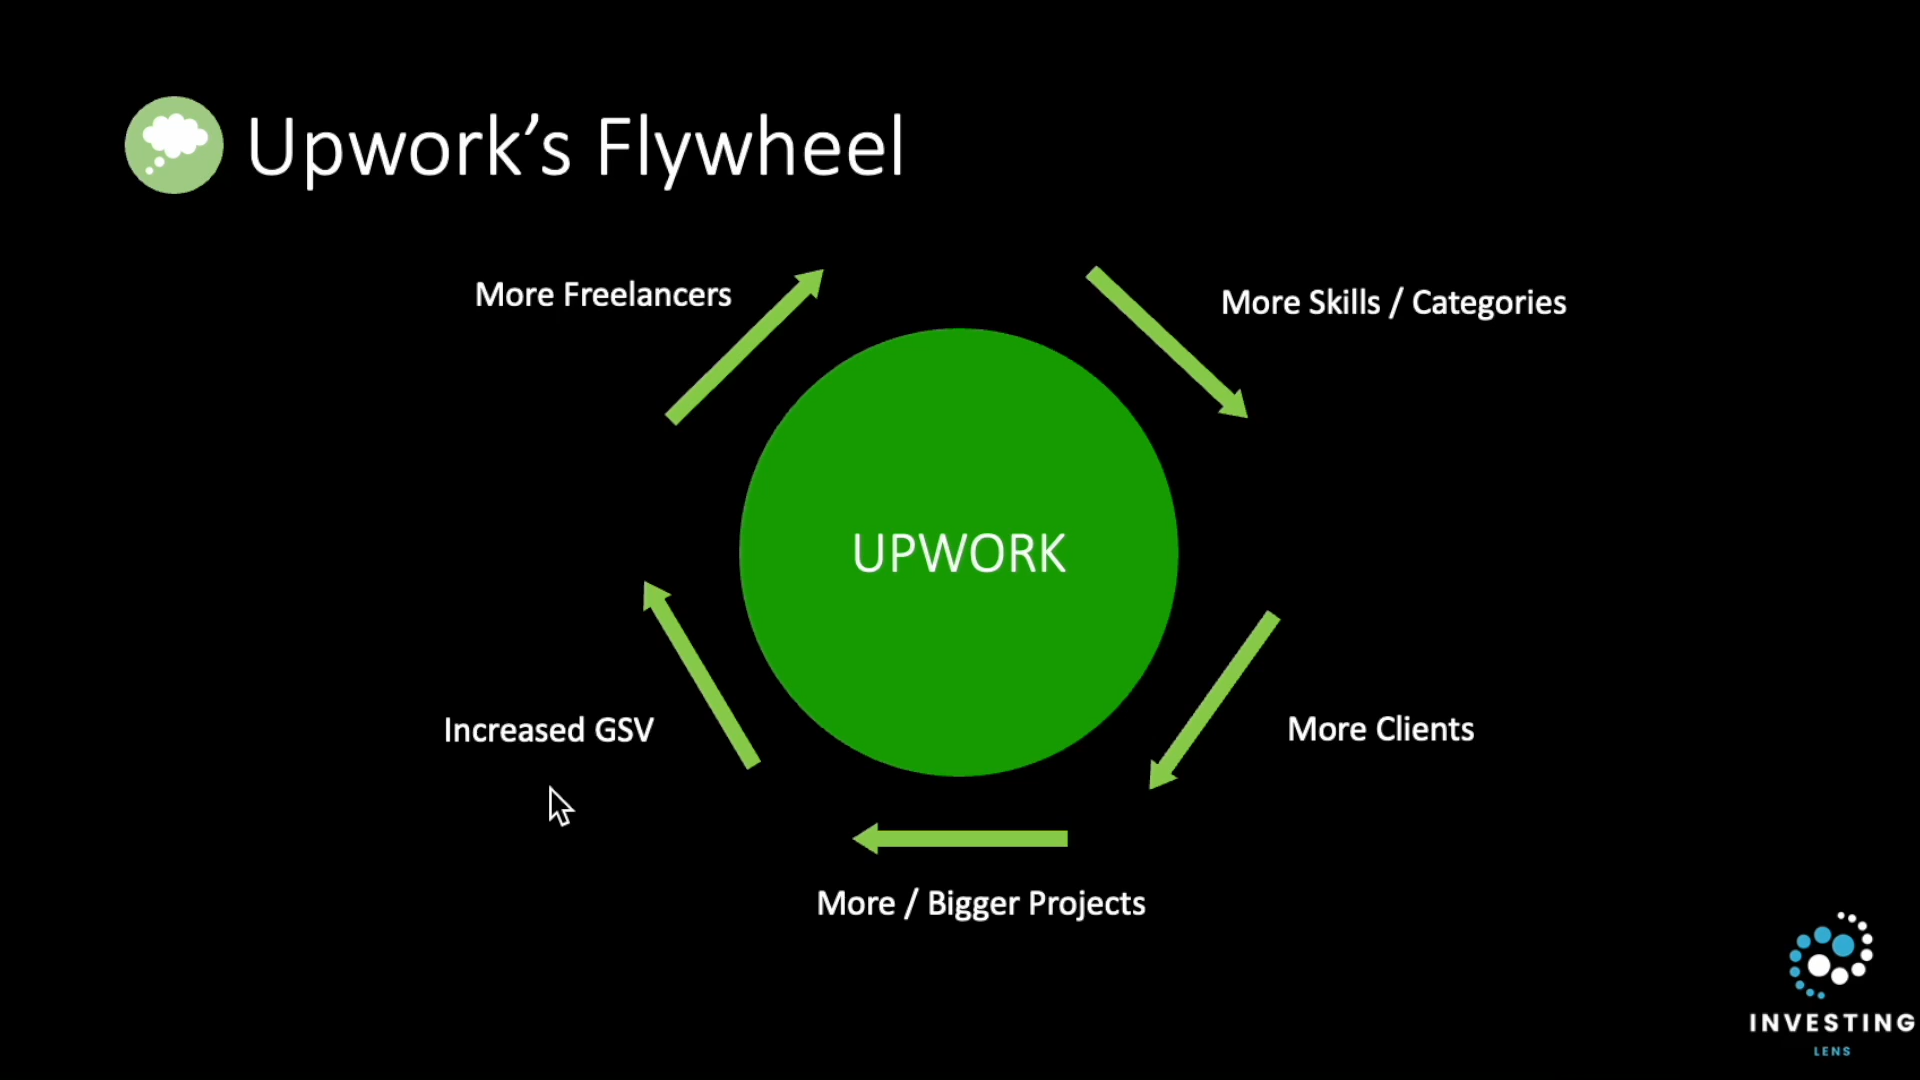 Upwork’s Flywheel
More Freelancers
More Skills / Categories
UPWORK
Increased GSV
More Clients
More / Bigger Projects
INVESTING
LENS